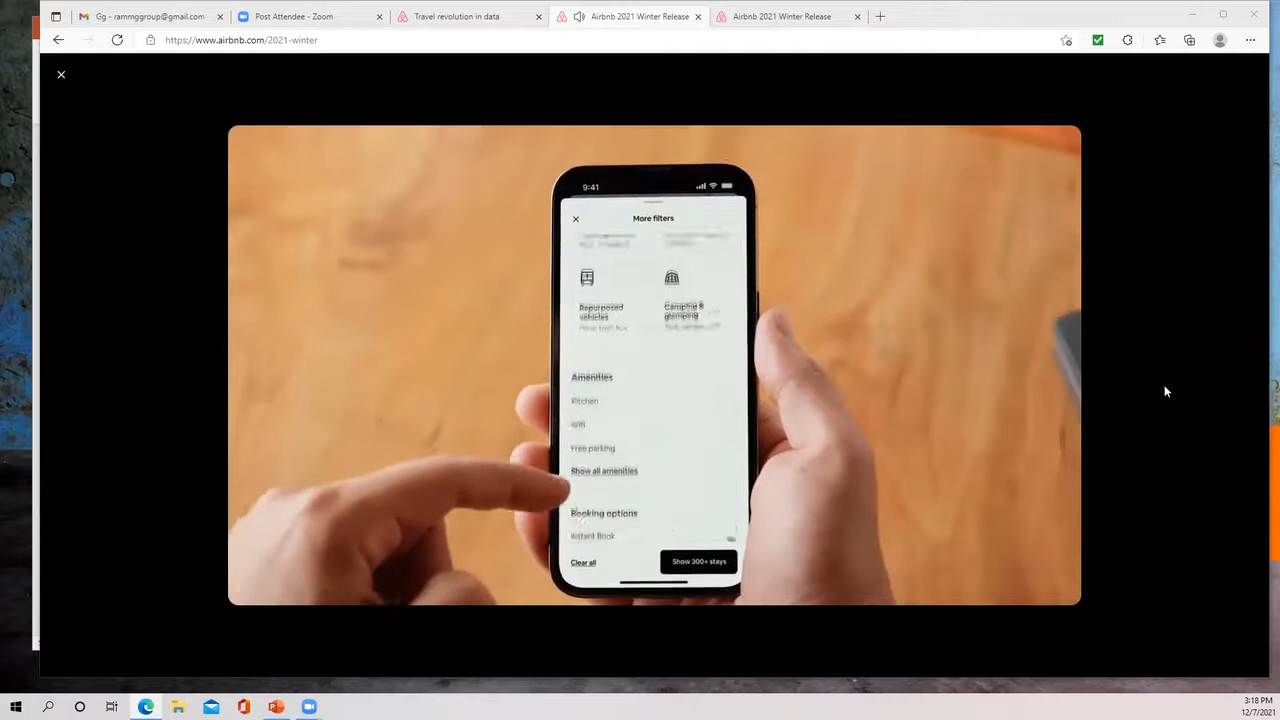 Gg - rammggroup@gmail.com
Post Attendee - Zoom
Travel revolution in data
Airbnb 2021 Winter Release
Airbnb 2021 Winter Release
https://www.airbnb.com/2021-winter
9:41
More filters
Repurposed vehicles
Camping & glamping
Amenities
Kitchen
Wifi
Free parking
Show all amenities
Booking options
Instant Book
Clear all
Show 300+ stays
3:18 PM
12/7/2021